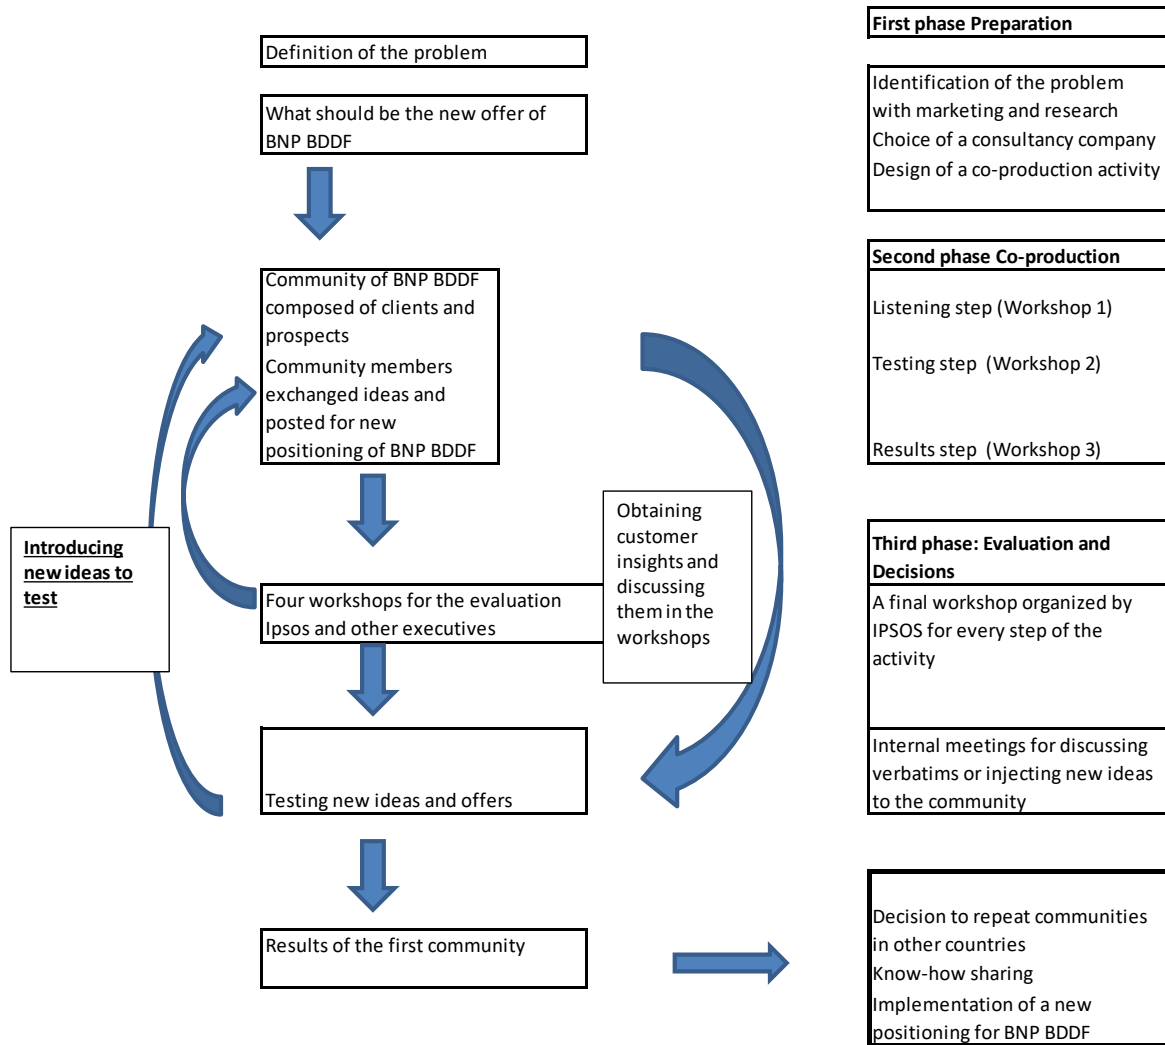 Definition of the problem
What should be the new offer of
BNP BDDF
Community of BNP BDDF
composed of clients and
prospects
Community members
exchanged ideas and
posted for new
positioning of BNP BDDF
Introducing
new ideas to
test
Obtaining
customer
insights and
discussing
them in the
workshops
Four workshops for the evaluation
Ipsos and other executives
Testing new ideas and offers
Results of the first community
First phase Preparation
Identification of the problem
with marketing and research
Choice of a consultancy company
Design of a co-production activity
Second phase Co-production
Listening step (Workshop 1)
Testing step (Workshop 2)
Results step (Workshop 3)
Third phase: Evaluation and
Decisions
A final workshop organized by
IPSOS for every step of the
activity
Internal meetings for discussing
verbatims or injecting new ideas
to the community
Decision to repeat communities
in other countries
Know-how sharing
Implementation of a new
positioning for BNP BDDF